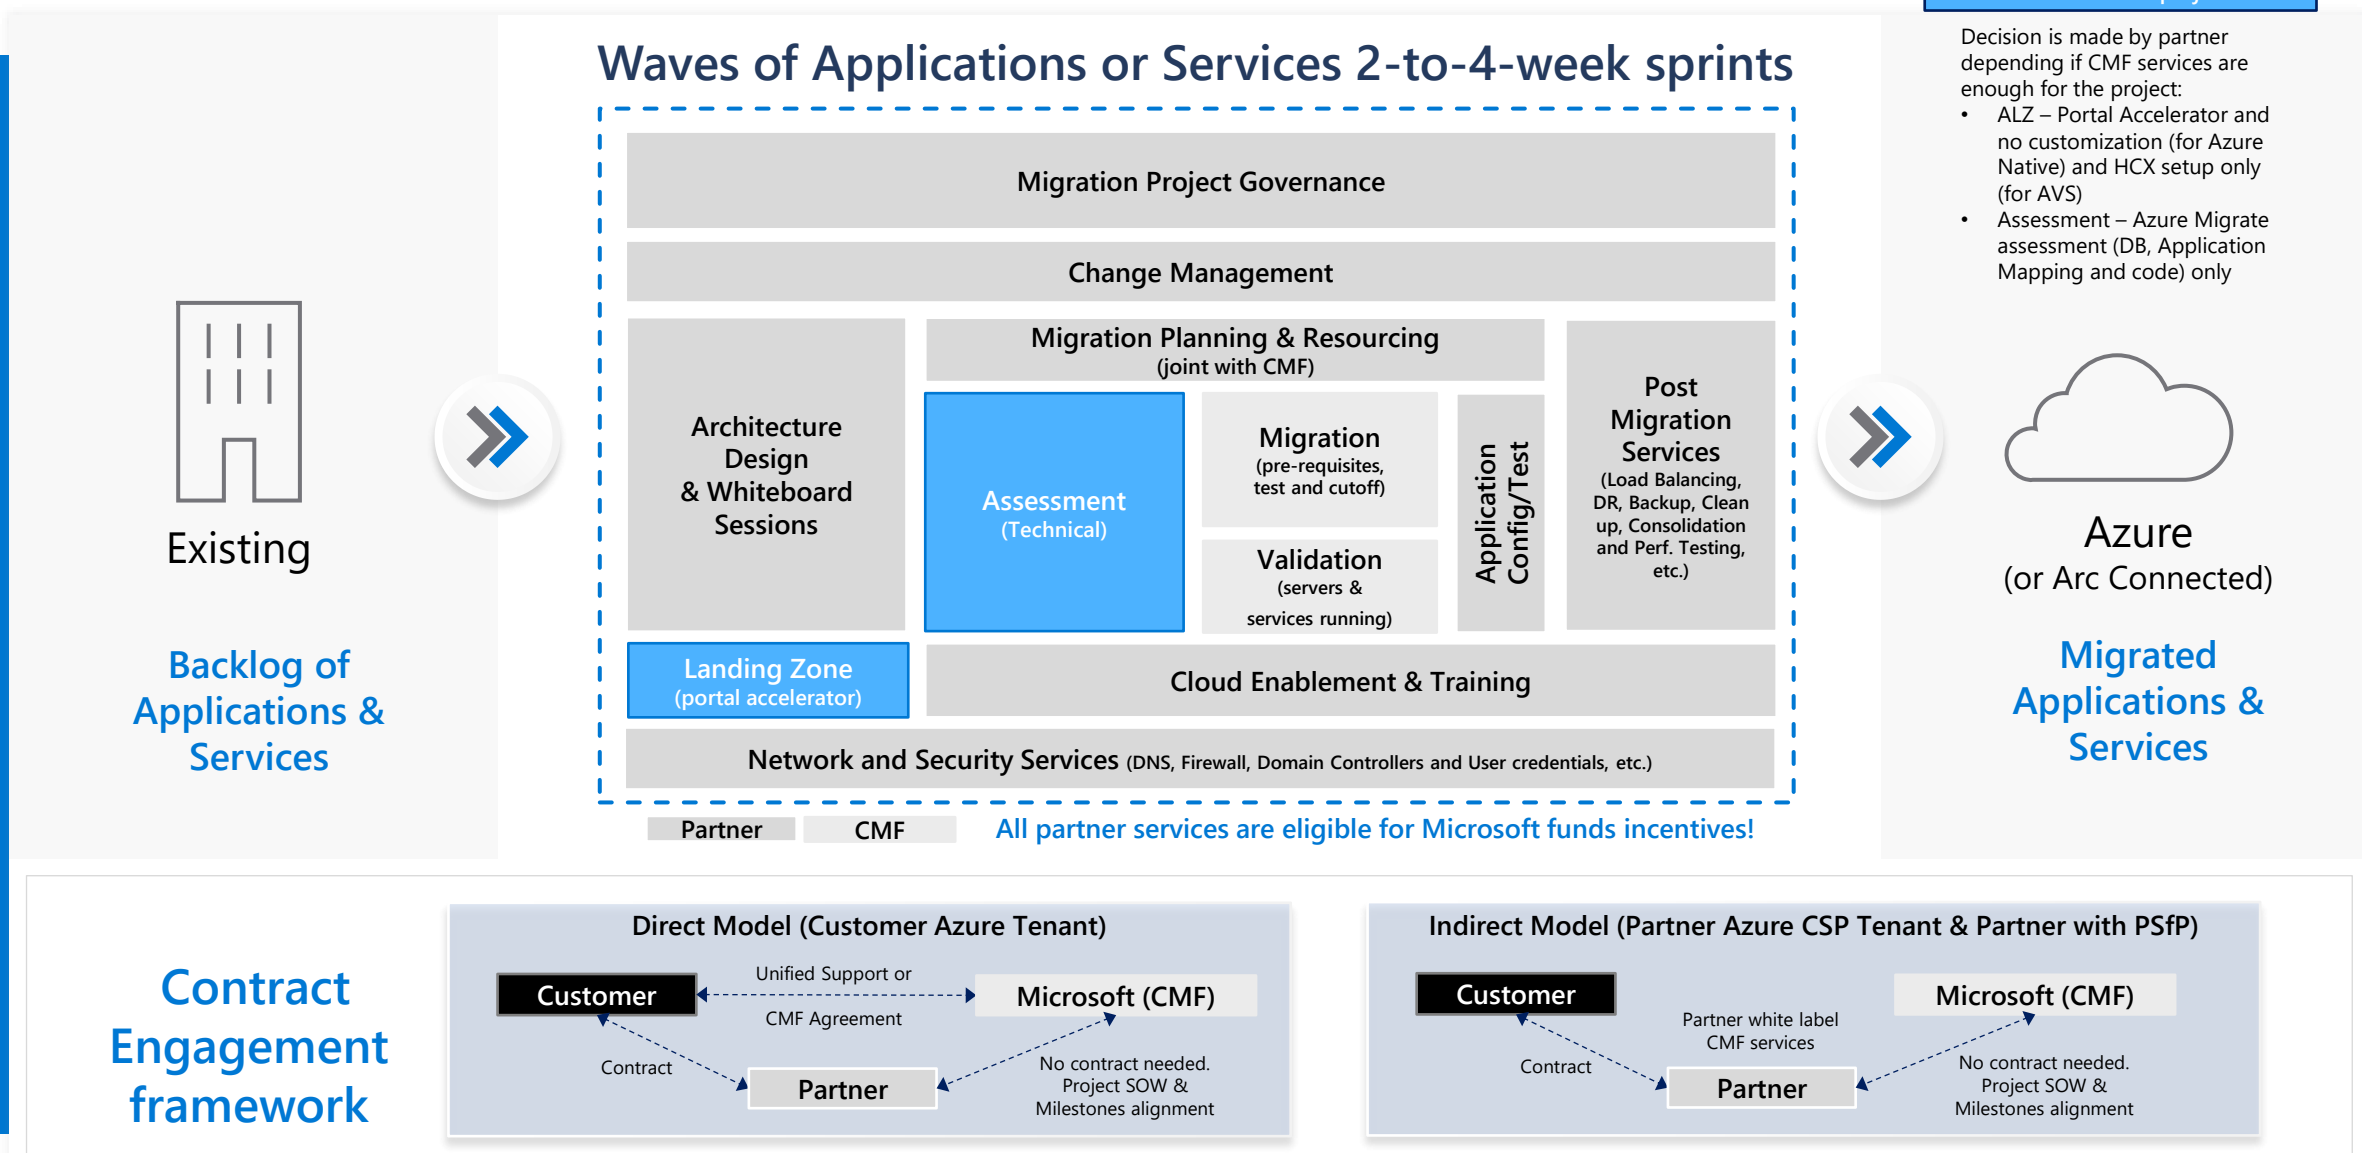 Waves of Applications or Services 2-to-4-week sprints
Decision is made by partner
depending if CMF services are
enough for the project:
• ALZ – Portal Accelerator and
no customization (for Azure
Native) and HCX setup only
(for AVS)
• Assessment – Azure Migrate
assessment (DB, Application
Mapping and code) only
Existing
Backlog of
Applications &
Services
Migration Project Governance
Change Management
Architecture
Design
& Whiteboard
Sessions
Migration Planning & Resourcing
(joint with CMF)
Assessment
(Technical)
Migration
(pre-requisites,
test and cutoff)
Validation
(servers &
services running)
Application
Config/Test
Post
Migration
Services
(Load Balancing,
DR, Backup, Clean
up, Consolidation
and Perf. Testing,
etc.)
Landing Zone
(portal accelerator)
Cloud Enablement & Training
Network and Security Services (DNS, Firewall, Domain Controllers and User credentials, etc.)
Partner
CMF
All partner services are eligible for Microsoft funds incentives!
Azure
(or Arc Connected)
Migrated
Applications &
Services
Contract
Engagement
framework
Direct Model (Customer Azure Tenant)
Customer
Unified Support or
CMF Agreement
Microsoft (CMF)
Contract
Partner
No contract needed.
Project SOW &
Milestones alignment
Indirect Model (Partner Azure CSP Tenant & Partner with PSfP)
Customer
Microsoft (CMF)
Partner white label
CMF services
Contract
Partner
No contract needed.
Project SOW &
Milestones alignment